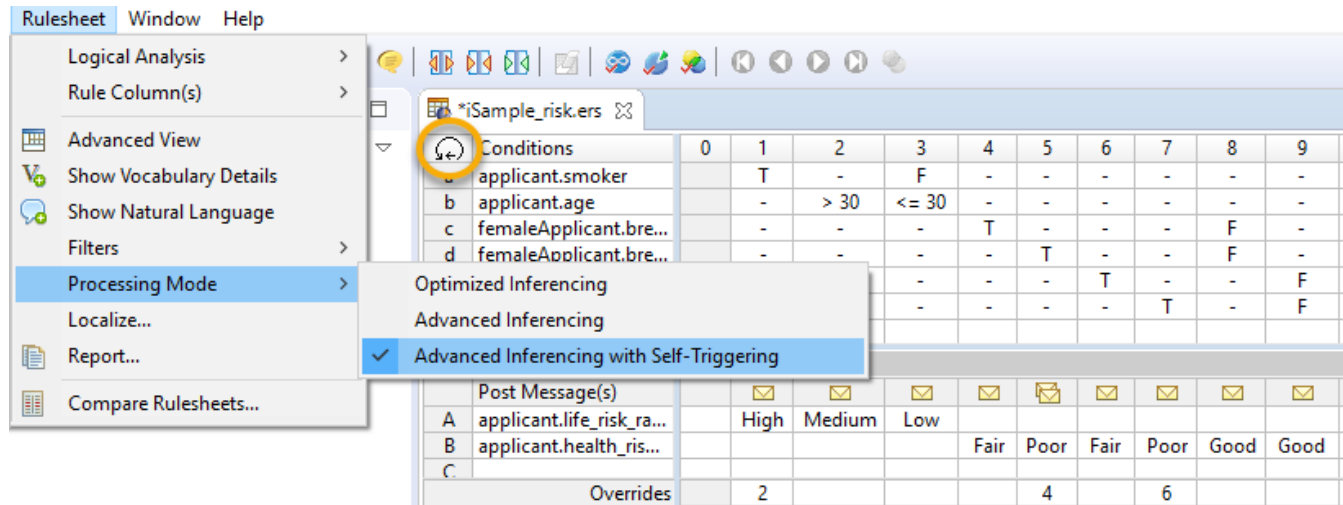 Rulesheet Window Help
Logical Analysis >
Rule Column(s) >
Advanced View
Show Vocabulary Details
Show Natural Language
Filters >
Processing Mode >
Localize...
Report...
Compare Rulesheets...
Optimized Inferencing
Advanced Inferencing
Advanced Inferencing with Self-Triggering
*iSample_risk.ers
Conditions 0 1 2 3 4 5 6 7 8 9
applicant.smoker T - F - - - - - -
b applicant.age - > 30 <= 30 - - - - - -
c femaleApplicant.bre... - - - T - - - F -
d femaleApplicant.bre... - - - - T - - F -
- - - T - - F
- - - - T - F
Post Message(s)
A applicant.life_risk_ra... High Medium Low
B applicant.health_ris... Fair Poor Fair Poor Good Good
C
Overrides 2 4 6